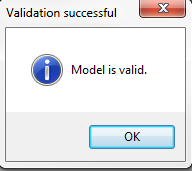 Validation successful
Model is valid.
OK